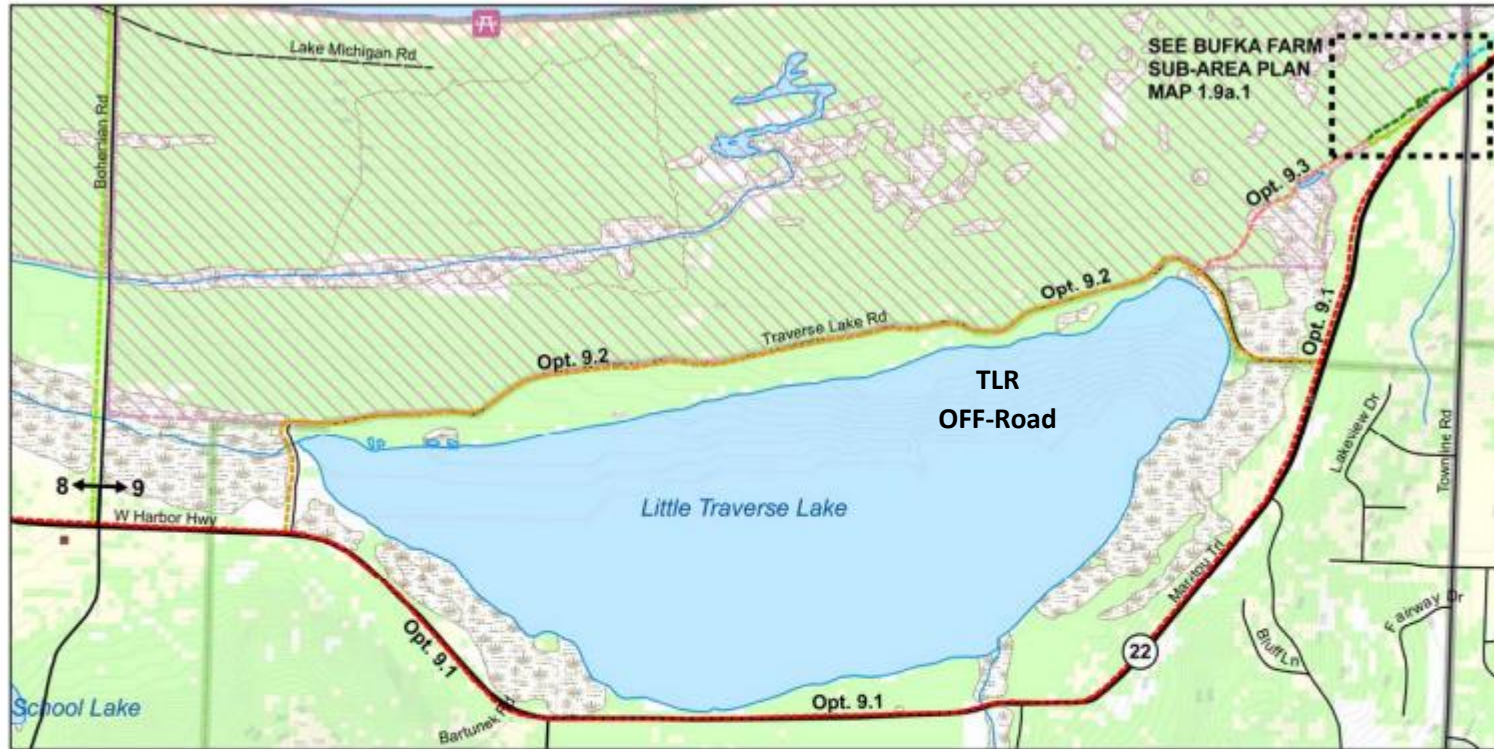 Lake Michigan Rd
SEE BUFKA FARM
SUB-AREA PLAN
MAP 1.9a.1
Bohemian Rd
Opt. 9.3
Opt. 9.2
Traverse Lake Rd
Opt. 9.2
Opt. 9.1
TLR
OFF-Road
Lakeview Dr
Townline Rd
8 9
W Harbor Hwy
Little Traverse Lake
Manitou Trl
Fairway Dr
Bluff Ln
22
Opt. 9.1
Opt. 9.1
School Lake
Bartunek Rd